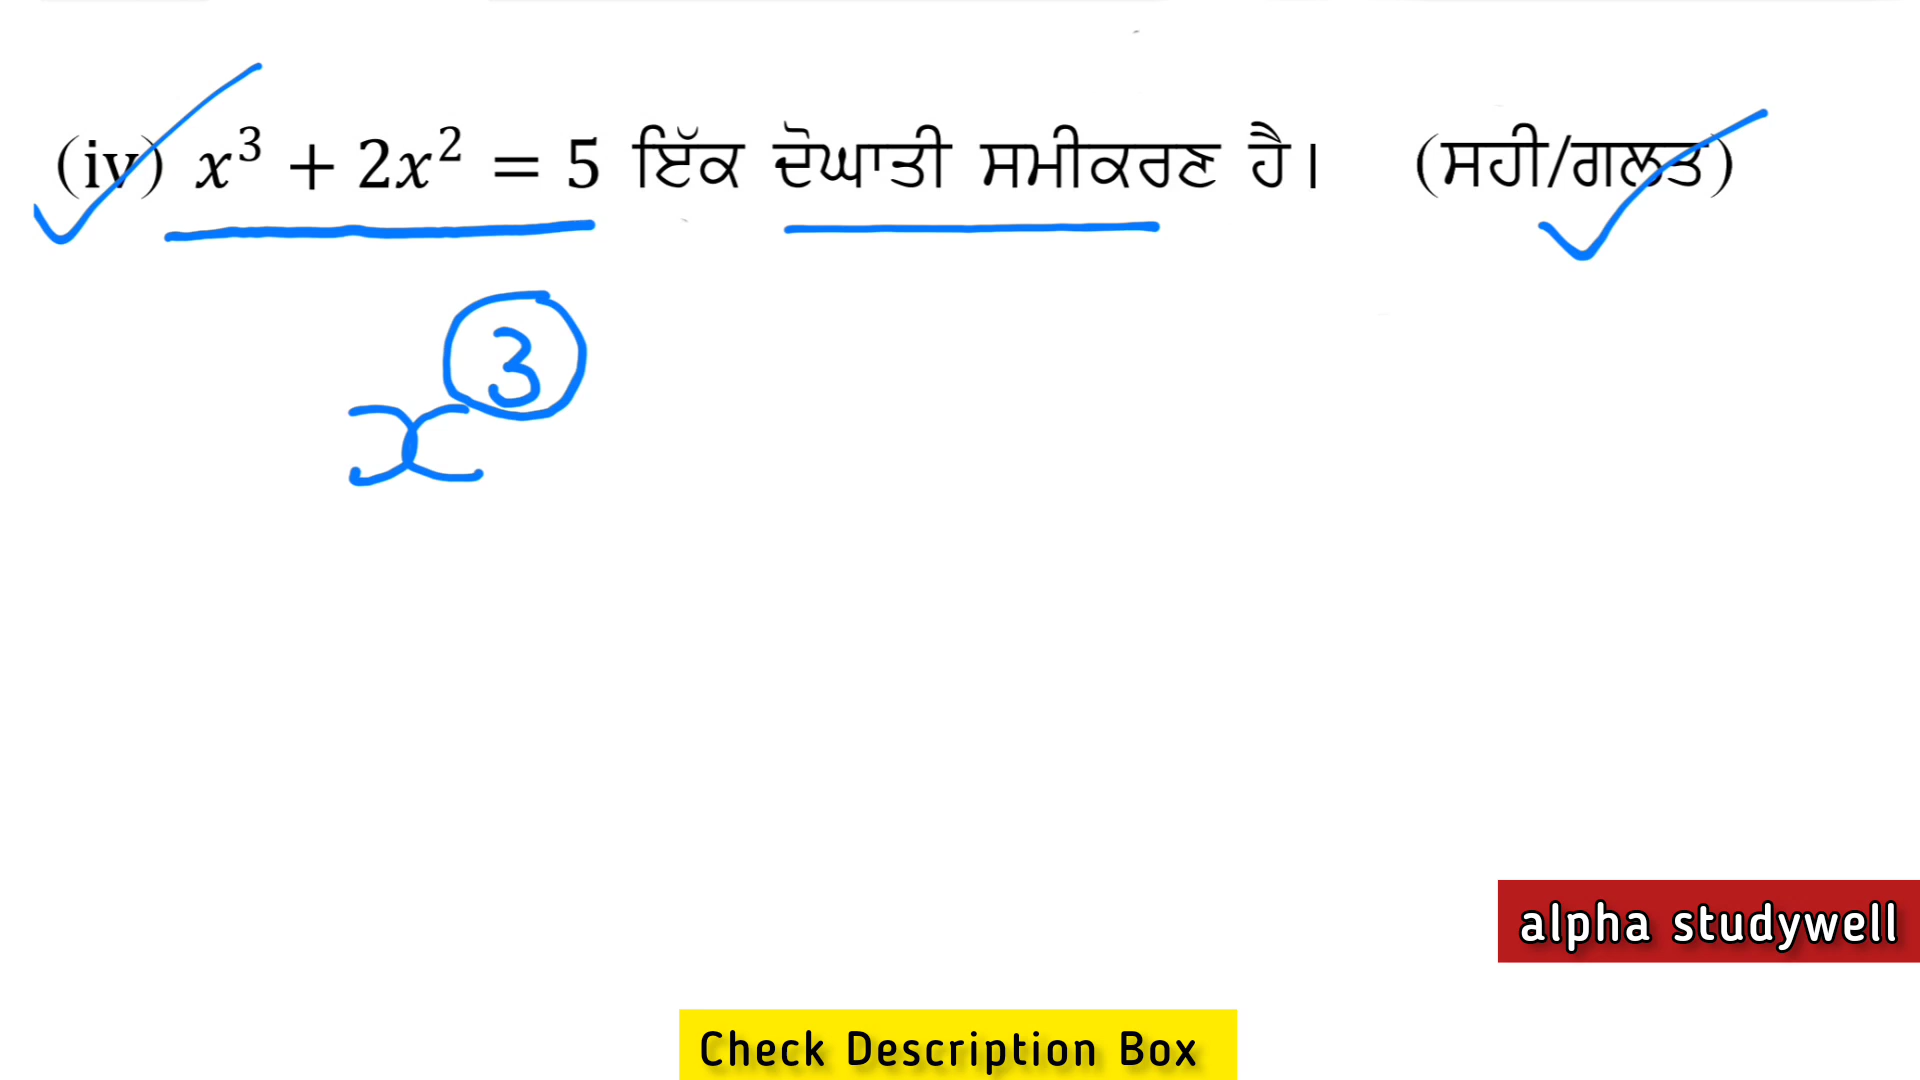 (iv) x³ + 2x² = 5 ਇੱਕ ਦੋਘਾਤੀ ਸਮੀਕਰਣ ਹੈ। (ਸਹੀ/ਗਲਤ)
x³
alpha studywell
Check Description Box